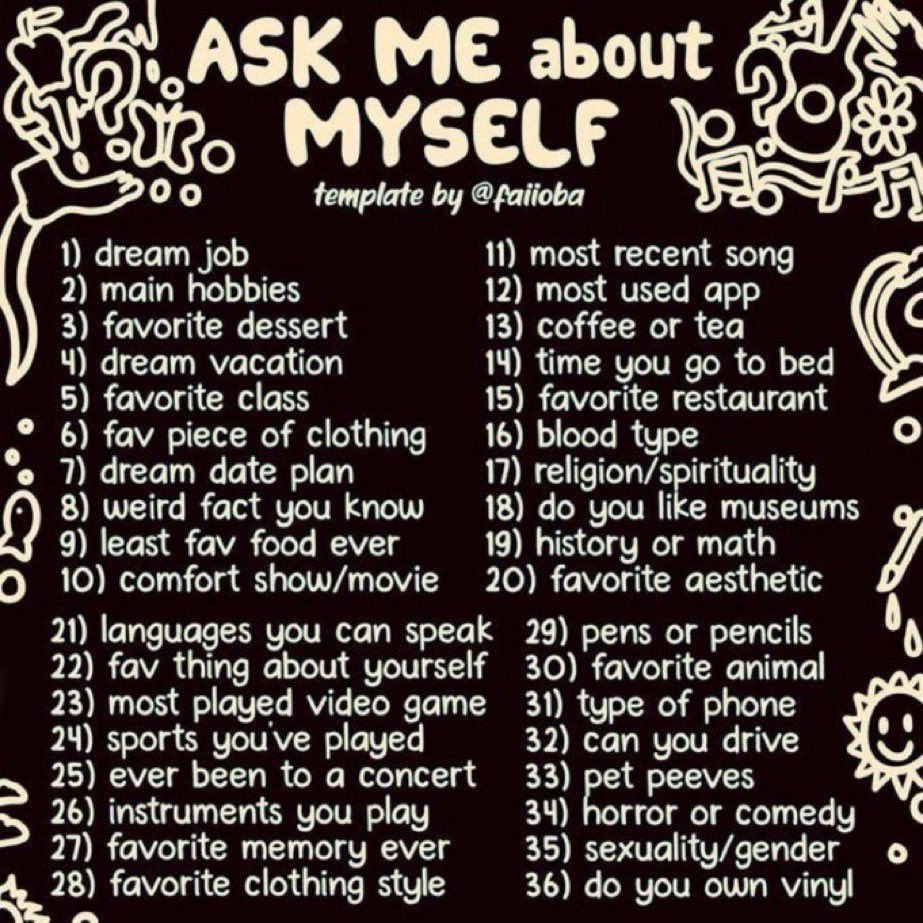 ASK ME about
MYSELF
template by @faiioba
1) dream job
2) main hobbies
3) favorite dessert
4) dream vacation
5) favorite class
6) fav piece of clothing
7) dream date plan
8) weird fact you know
9) least fav food ever
10) comfort show/movie
11) most recent song
12) most used app
13) coffee or tea
14) time you go to bed
15) favorite restaurant
16) blood type
17) religion/spirituality
18) do you like museums
19) history or math
20) favorite aesthetic
21) languages you can speak
22) fav thing about yourself
23) most played video game
24) sports you've played
25) ever been to a concert
26) instruments you play
27) favorite memory ever
28) favorite clothing style
29) pens or pencils
30) favorite animal
31) type of phone
32) can you drive
33) pet peeves
34) horror or comedy
35) sexuality/gender
36) do you own vinyl